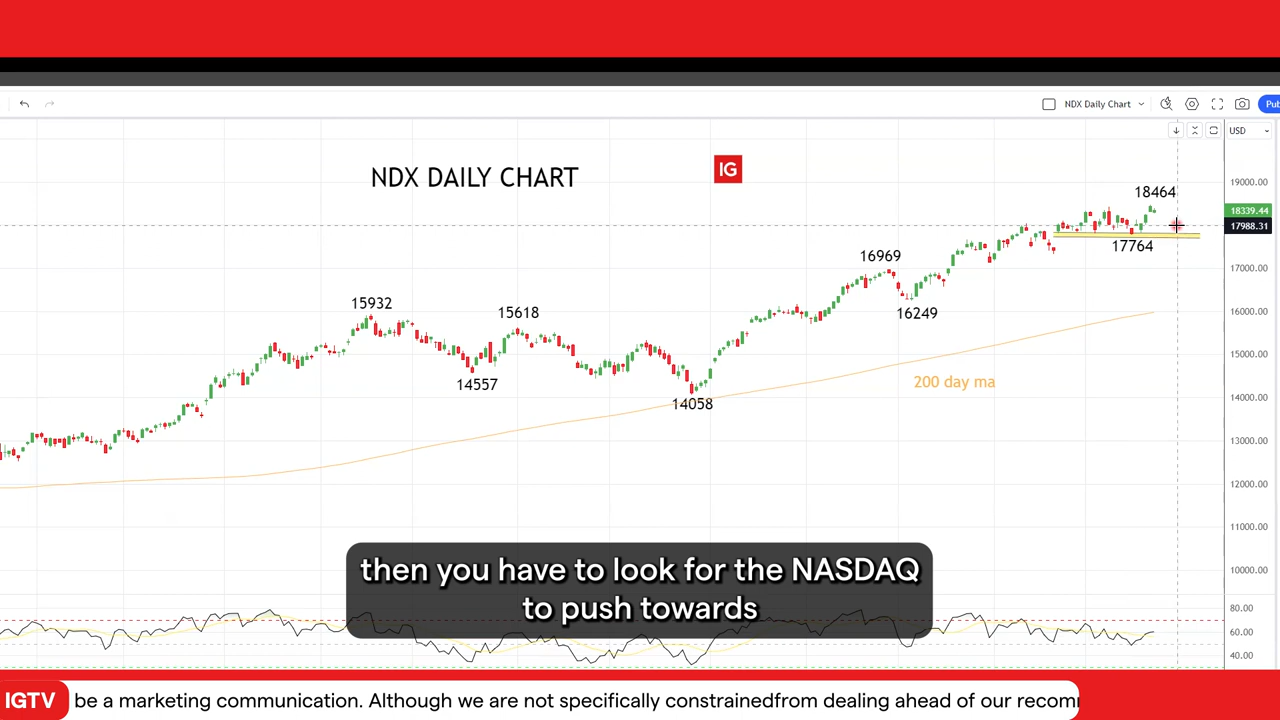 NDX Daily Chart
Pub
USD
NDX DAILY CHART
IG
19000.00
18464
18339.44
17988.31
17764
17000.00
16969
16249
16000.00
15932
15618
15000.00
14557
14058
200 day ma
14000.00
13000.00
12000.00
11000.00
10000.00
then you have to look for the NASDAQ
to push towards
80.00
60.00
40.00
IGTV be a marketing communication. Although we are not specifically constrainedfrom dealing ahead of our recom